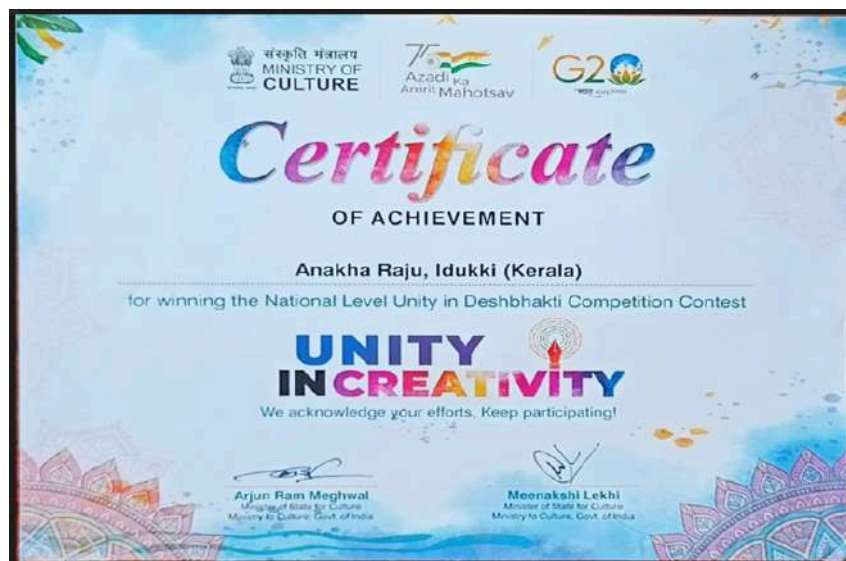 संस्कृति मंत्रालय
MINISTRY OF
CULTURE
75
Azadi Ka
Amrit Mahotsav
G20
भारत
Certificate
OF ACHIEVEMENT
Anakha Raju, Idukki (Kerala)
for winning the National Level Unity in Deshbhakti Competition Contest
UNITY
IN CREATIVITY
We acknowledge your efforts, Keep participating!
Arjun Ram Meghwal
Minister of State for Culture
Ministry fo Culture, Govt. of India
Meenakshi Lekhi
Minister of State for Culture
Ministry fo Culture, Govt. of India